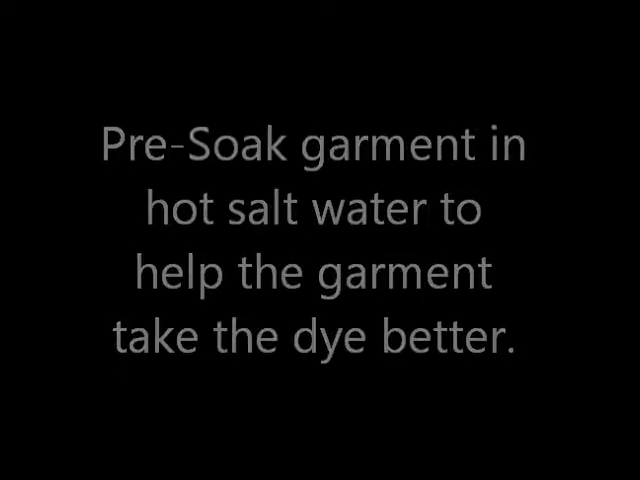 Pre-Soak garment in
hot salt water to
help the garment
take the dye better.